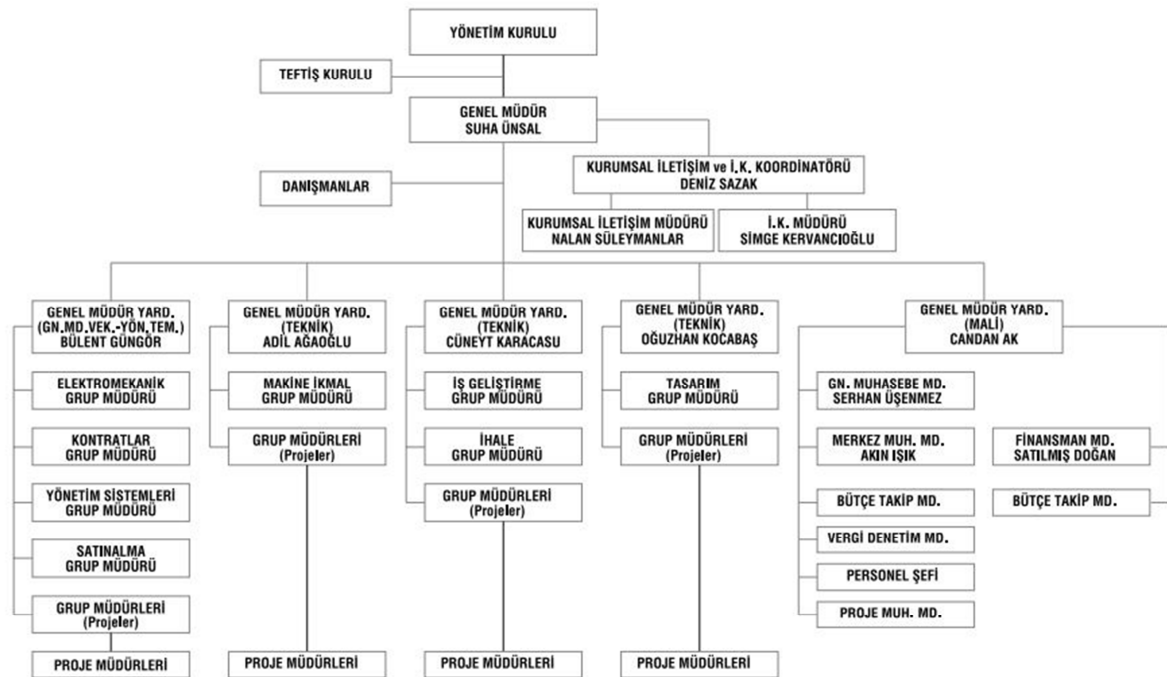 YÖNETİM KURULU
TEFTİŞ KURULU
GENEL MÜDÜR
SUHA ÜNSAL
KURUMSAL İLETİŞİM ve İ.K. KOORDİNATÖRÜ
DENİZ SAZAK
DANIŞMANLAR
KURUMSAL İLETİŞİM MÜDÜRÜ
NALAN SÜLEYMANLAR
İ.K. MÜDÜRÜ
SİMGE KERVANCIOĞLU
GENEL MÜDÜR YARD.
(GN.MD.VEK.-YÖN.TEM.)
BÜLENT GÜNGÖR
ELEKTROMEKANİK
GRUP MÜDÜRÜ
KONTRATLAR
GRUP MÜDÜRÜ
YÖNETİM SİSTEMLERİ
GRUP MÜDÜRÜ
SATINALMA
GRUP MÜDÜRÜ
GRUP MÜDÜRLERİ
(Projeler)
PROJE MÜDÜRLERİ
GENEL MÜDÜR YARD.
(TEKNİK)
ADİL AĞAOĞLU
MAKİNE İKMAL
GRUP MÜDÜRÜ
GRUP MÜDÜRLERİ
(Projeler)
PROJE MÜDÜRLERİ
GENEL MÜDÜR YARD.
(TEKNİK)
CÜNEYT KARACASU
İŞ GELİŞTİRME
GRUP MÜDÜRÜ
İHALE
GRUP MÜDÜRÜ
GRUP MÜDÜRLERİ
(Projeler)
PROJE MÜDÜRLERİ
GENEL MÜDÜR YARD.
(TEKNİK)
OĞUZHAN KOCABAŞ
TASARIM
GRUP MÜDÜRÜ
GRUP MÜDÜRLERİ
(Projeler)
PROJE MÜDÜRLERİ
GENEL MÜDÜR YARD.
(MALİ)
CANDAN AK
GN. MUHASEBE MD.
SERHAN ÜŞENMEZ
MERKEZ MUH. MD.
AKIN IŞIK
BÜTÇE TAKİP MD.
VERGİ DENETİM MD.
PERSONEL ŞEFİ
PROJE MUH. MD.
FİNANSMAN MD.
SATILMIŞ DOĞAN
BÜTÇE TAKİP MD.